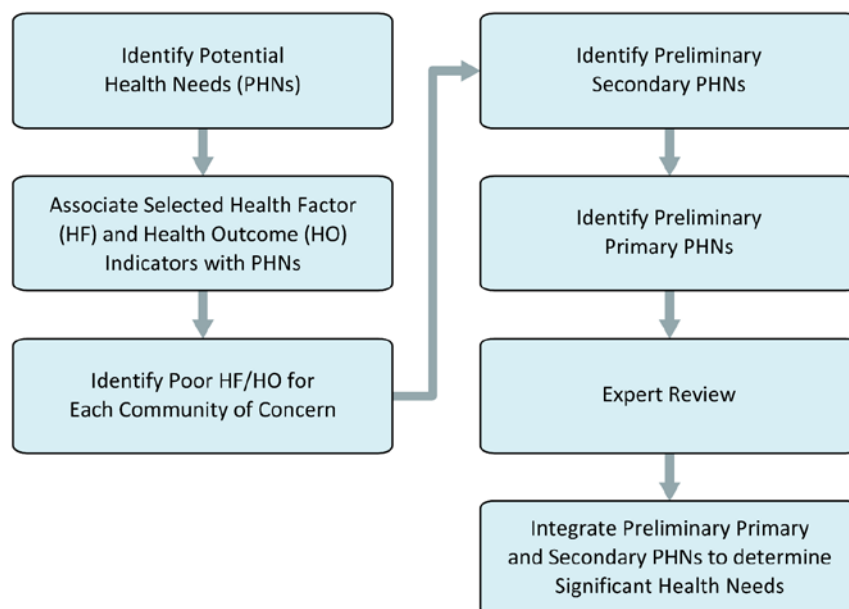 Identify Potential
Health Needs (PHNs)
Associate Selected Health Factor
(HF) and Health Outcome (HO)
Indicators with PHNs
Identify Poor HF/HO for
Each Community of Concern
Identify Preliminary
Secondary PHNs
Identify Preliminary
Primary PHNs
Expert Review
Integrate Preliminary Primary
and Secondary PHNs to determine
Significant Health Needs